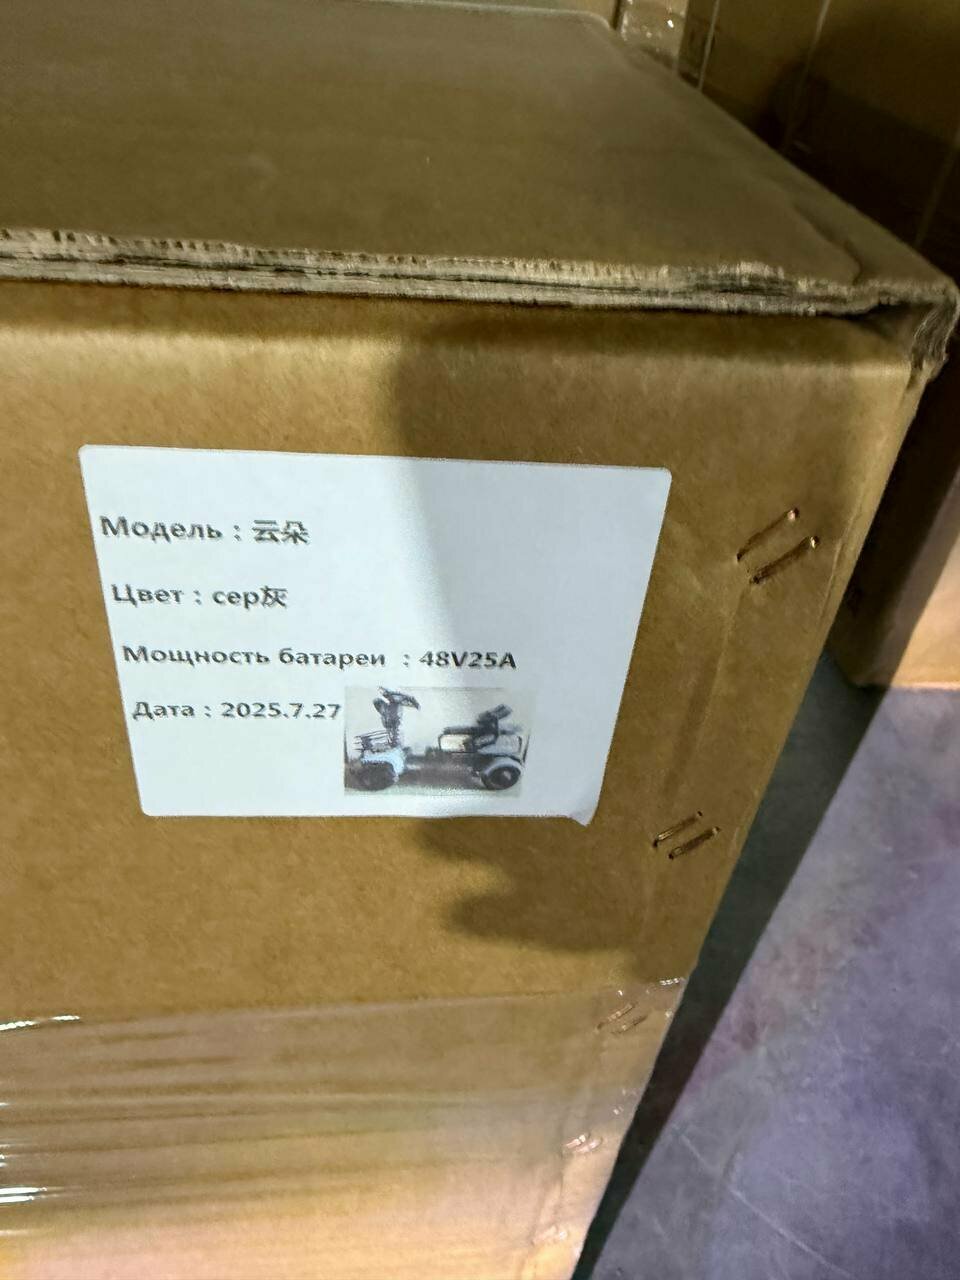 Модель : 云朵
Цвет : сер灰
Мощность батареи : 48V25A
Дата : 2025.7.27